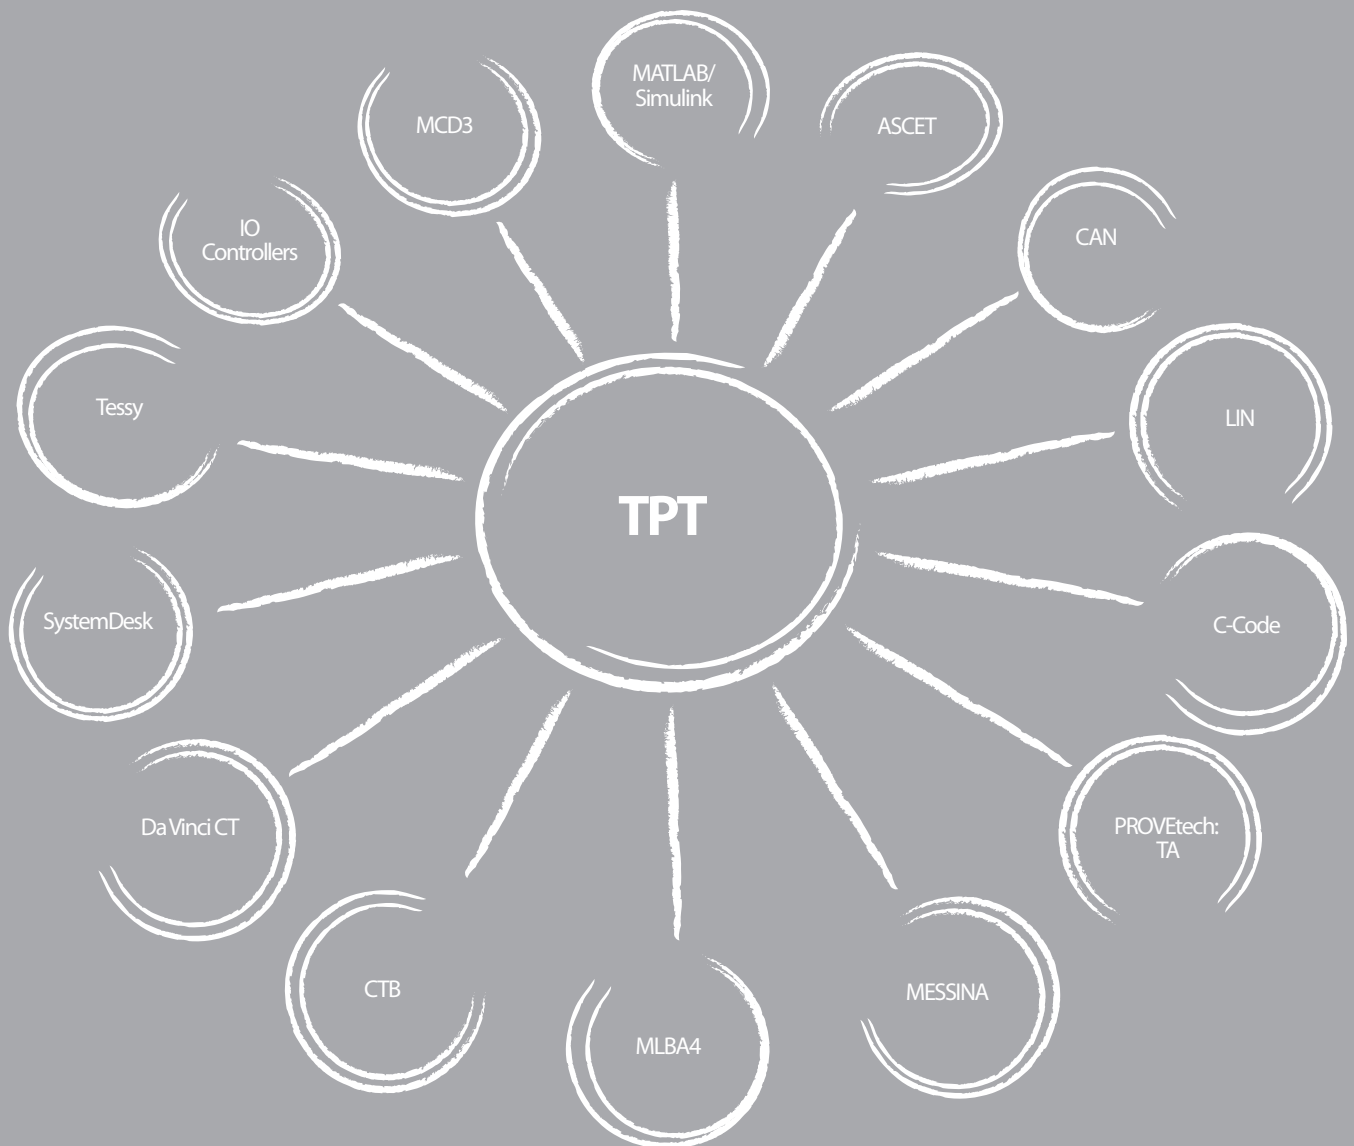 MATLAB/
Simulink
MCD3
ASCET
IO
Controllers
CAN
Tessy
LIN
TPT
SystemDesk
C-Code
Da Vinci CT
PROVEtech:
TA
CTB
MESSINA
MLBA4